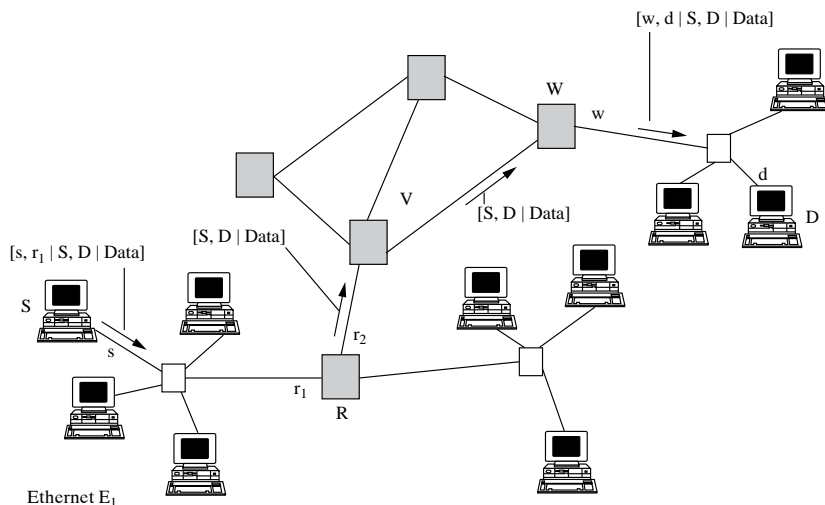 [w, d | S, D | Data]
W
w
d
D
V
[S, D | Data]
[S, D | Data]
[s, r₁ | S, D | Data]
S
s
r₂
r₁
R
Ethernet E₁